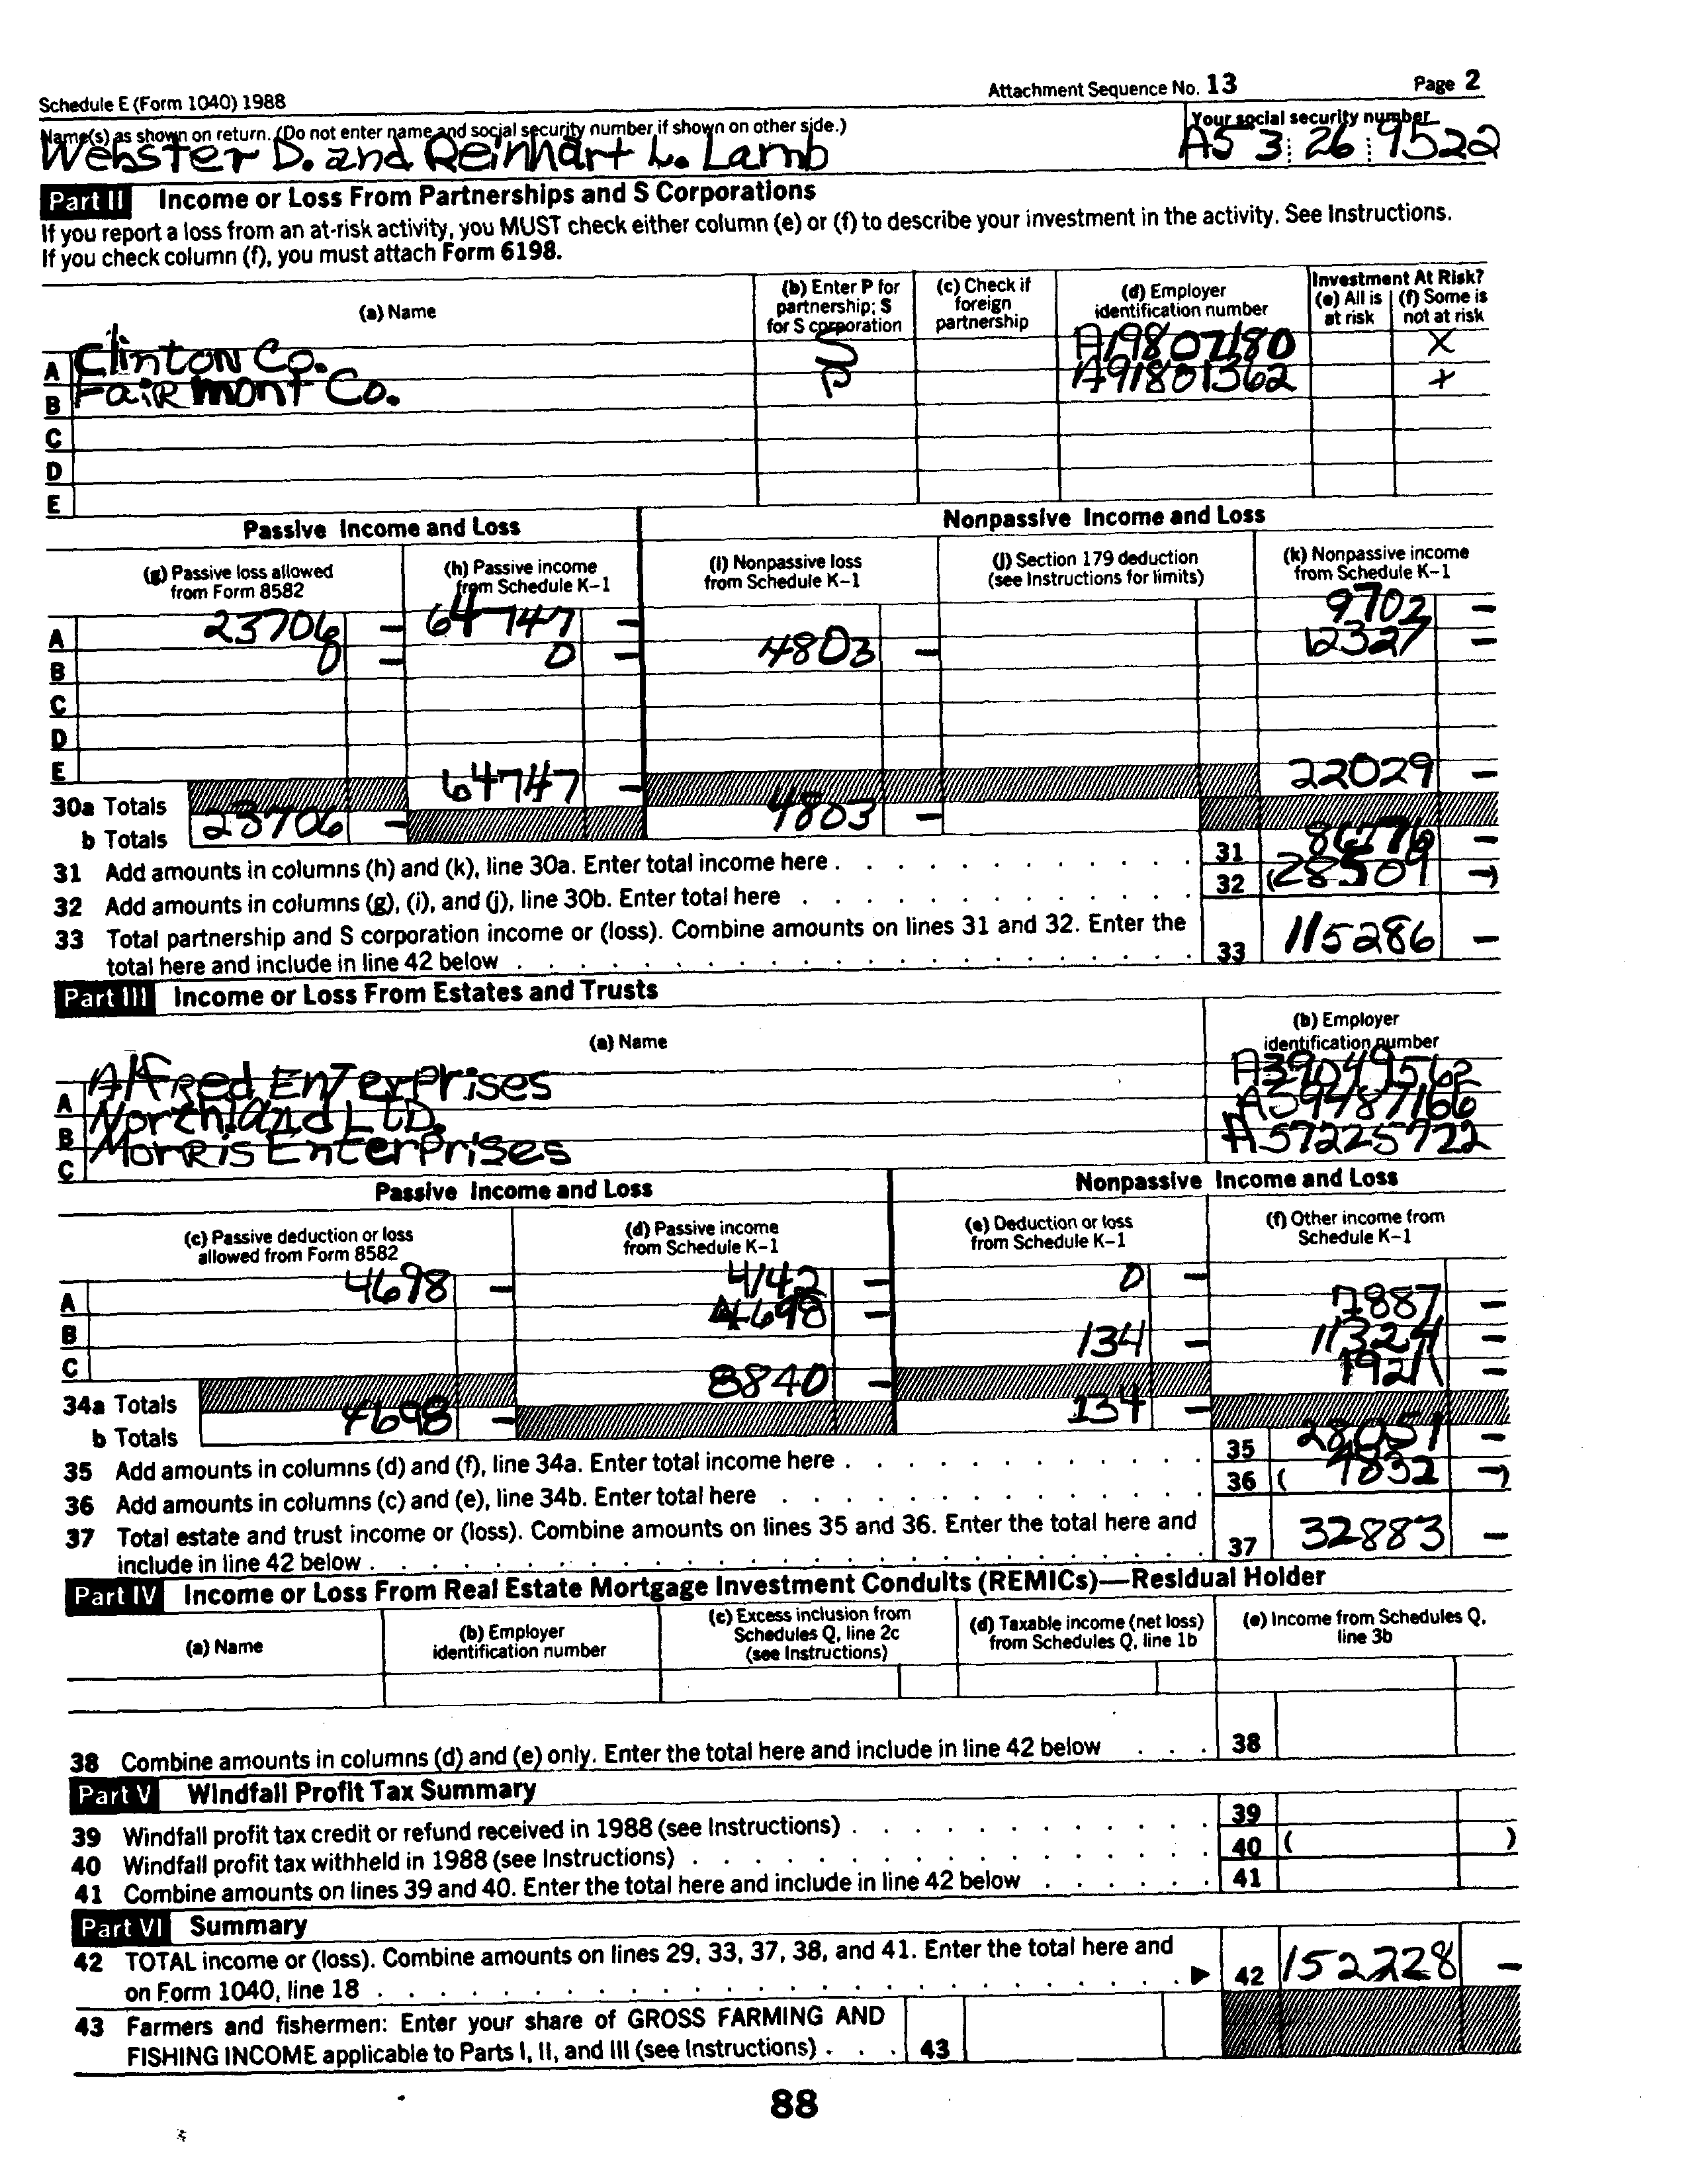 Schedule E (Form 1040) 1988 Attachment Sequence No. 13 Page 2
Name(s) as shown on return. (Do not enter name and social security number if shown on other side.) Your social security number
Webster D. and Reinhart L. Lamb A53 26 9522
Part II Income or Loss From Partnerships and S Corporations
If you report a loss from an at-risk activity, you MUST check either column (e) or (f) to describe your investment in the activity. See Instructions.
If you check column (f), you must attach Form 6198.
(a) Name (b) Enter P for partnership; S for S corporation (c) Check if foreign partnership (d) Employer identification number Investment At Risk? (e) All is at risk (f) Some is not at risk
A Clinton Co. S A19807180 X
B Fairmont Co. P A91801362 X
C
D
E
Passive Income and Loss Nonpassive Income and Loss
(g) Passive loss allowed from Form 8582 (h) Passive income from Schedule K-1 (i) Nonpassive loss from Schedule K-1 (j) Section 179 deduction (see Instructions for limits) (k) Nonpassive income from Schedule K-1
A 23706 – 64747 – 9702 –
B 0 – 0 – 4803 – 12327 –
C
D
E
30a Totals 64747 – 22029 –
b Totals 23706 – 4803 –
31 Add amounts in columns (h) and (k), line 30a. Enter total income here . 31 86776 –
32 Add amounts in columns (g), (i), and (j), line 30b. Enter total here 32 (28509 –)
33 Total partnership and S corporation income or (loss). Combine amounts on lines 31 and 32. Enter the
total here and include in line 42 below 33 115286 –
Part III Income or Loss From Estates and Trusts
(a) Name (b) Employer identification number
A Alfred Enterprises A39049562
B Northland LTD. A59487166
C Morris Enterprises A57225722
Passive Income and Loss Nonpassive Income and Loss
(c) Passive deduction or loss allowed from Form 8582 (d) Passive income from Schedule K-1 (e) Deduction or loss from Schedule K-1 (f) Other income from Schedule K-1
A 4698 – 4142 – 0 – 7887 –
B 4698 – 134 – 11324 –
C 1921 –
34a Totals 8840 –
b Totals 4698 – 134 –
35 Add amounts in columns (d) and (f), line 34a. Enter total income here . 35 28051 –
36 Add amounts in columns (c) and (e), line 34b. Enter total here 36 ( 4832 –)
37 Total estate and trust income or (loss). Combine amounts on lines 35 and 36. Enter the total here and
include in line 42 below . 37 32883 –
Part IV Income or Loss From Real Estate Mortgage Investment Conduits (REMICs)—Residual Holder
(a) Name (b) Employer identification number (c) Excess inclusion from Schedules Q, line 2c (see Instructions) (d) Taxable income (net loss) from Schedules Q, line 1b (e) Income from Schedules Q, line 3b
38 Combine amounts in columns (d) and (e) only. Enter the total here and include in line 42 below 38
Part V Windfall Profit Tax Summary
39 Windfall profit tax credit or refund received in 1988 (see Instructions) . 39
40 Windfall profit tax withheld in 1988 (see Instructions) . 40 ( )
41 Combine amounts on lines 39 and 40. Enter the total here and include in line 42 below 41
Part VI Summary
42 TOTAL income or (loss). Combine amounts on lines 29, 33, 37, 38, and 41. Enter the total here and
on Form 1040, line 18 ▶ 42 152228 –
43 Farmers and fishermen: Enter your share of GROSS FARMING AND
FISHING INCOME applicable to Parts I, II, and III (see Instructions) . 43
88